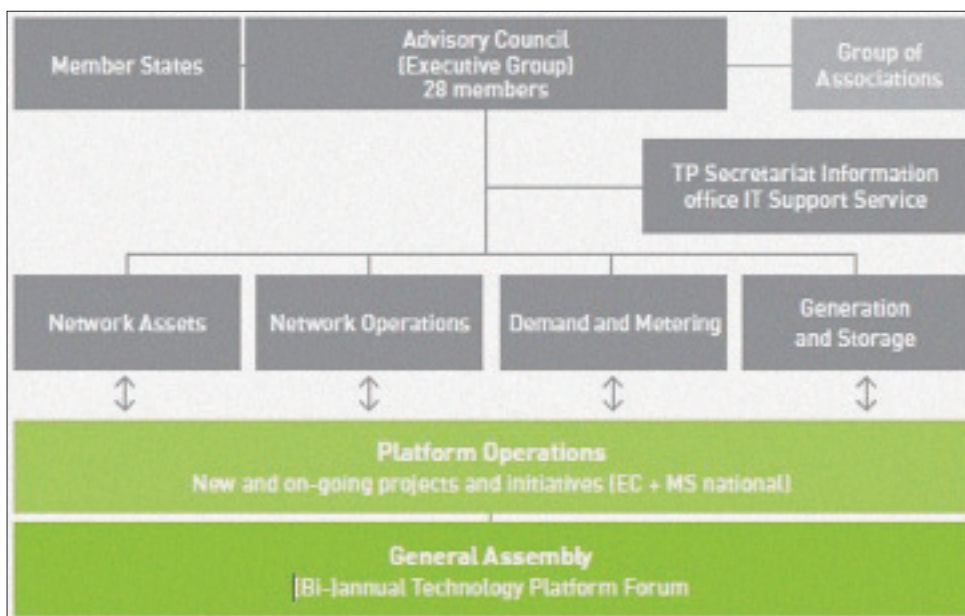 Member States
Advisory Council
(Executive Group)
28 members
Group of
Associations
TP Secretariat Information
office IT Support Service
Network Assets
Network Operations
Demand and Metering
Generation
and Storage
Platform Operations
New and on-going projects and initiatives (EC + MS national)
General Assembly
(Bi-)annual Technology Platform Forum